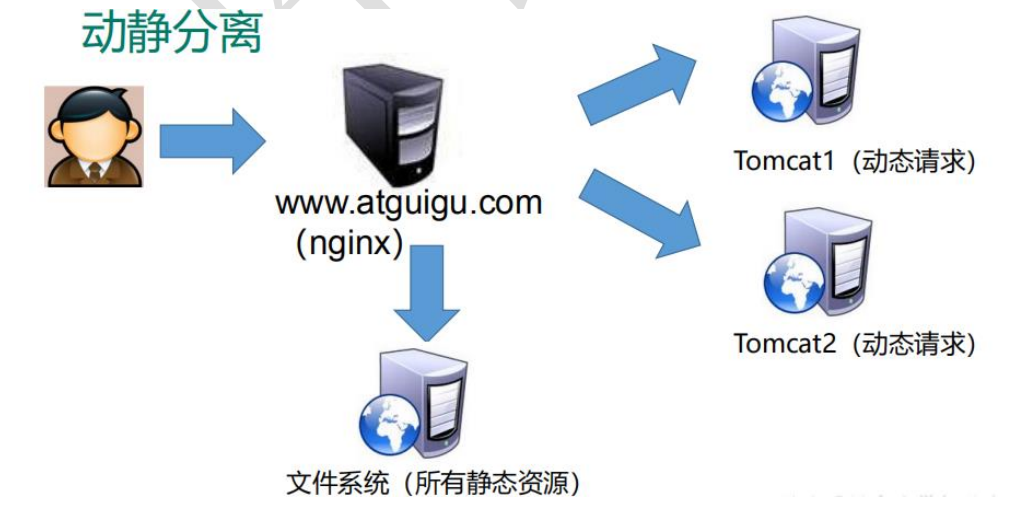 动静分离
www.atguigu.com
（nginx）
Tomcat1（动态请求）
Tomcat2（动态请求）
文件系统（所有静态资源）